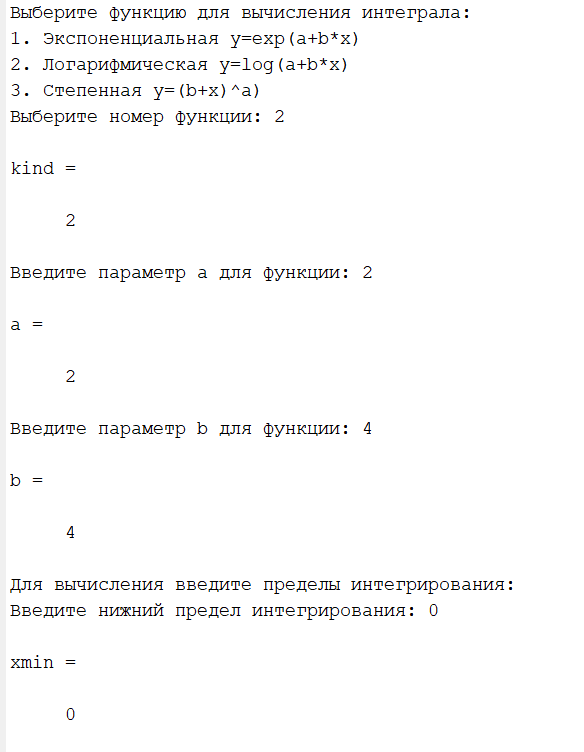 Выберите функцию для вычисления интеграла:
1. Экспоненциальная y=exp(a+b*x)
2. Логарифмическая y=log(a+b*x)
3. Степенная y=(b+x)^a)
Выберите номер функции: 2
kind =
2
Введите параметр a для функции: 2
a =
2
Введите параметр b для функции: 4
b =
4
Для вычисления введите пределы интегрирования:
Введите нижний предел интегрирования: 0
xmin =
0